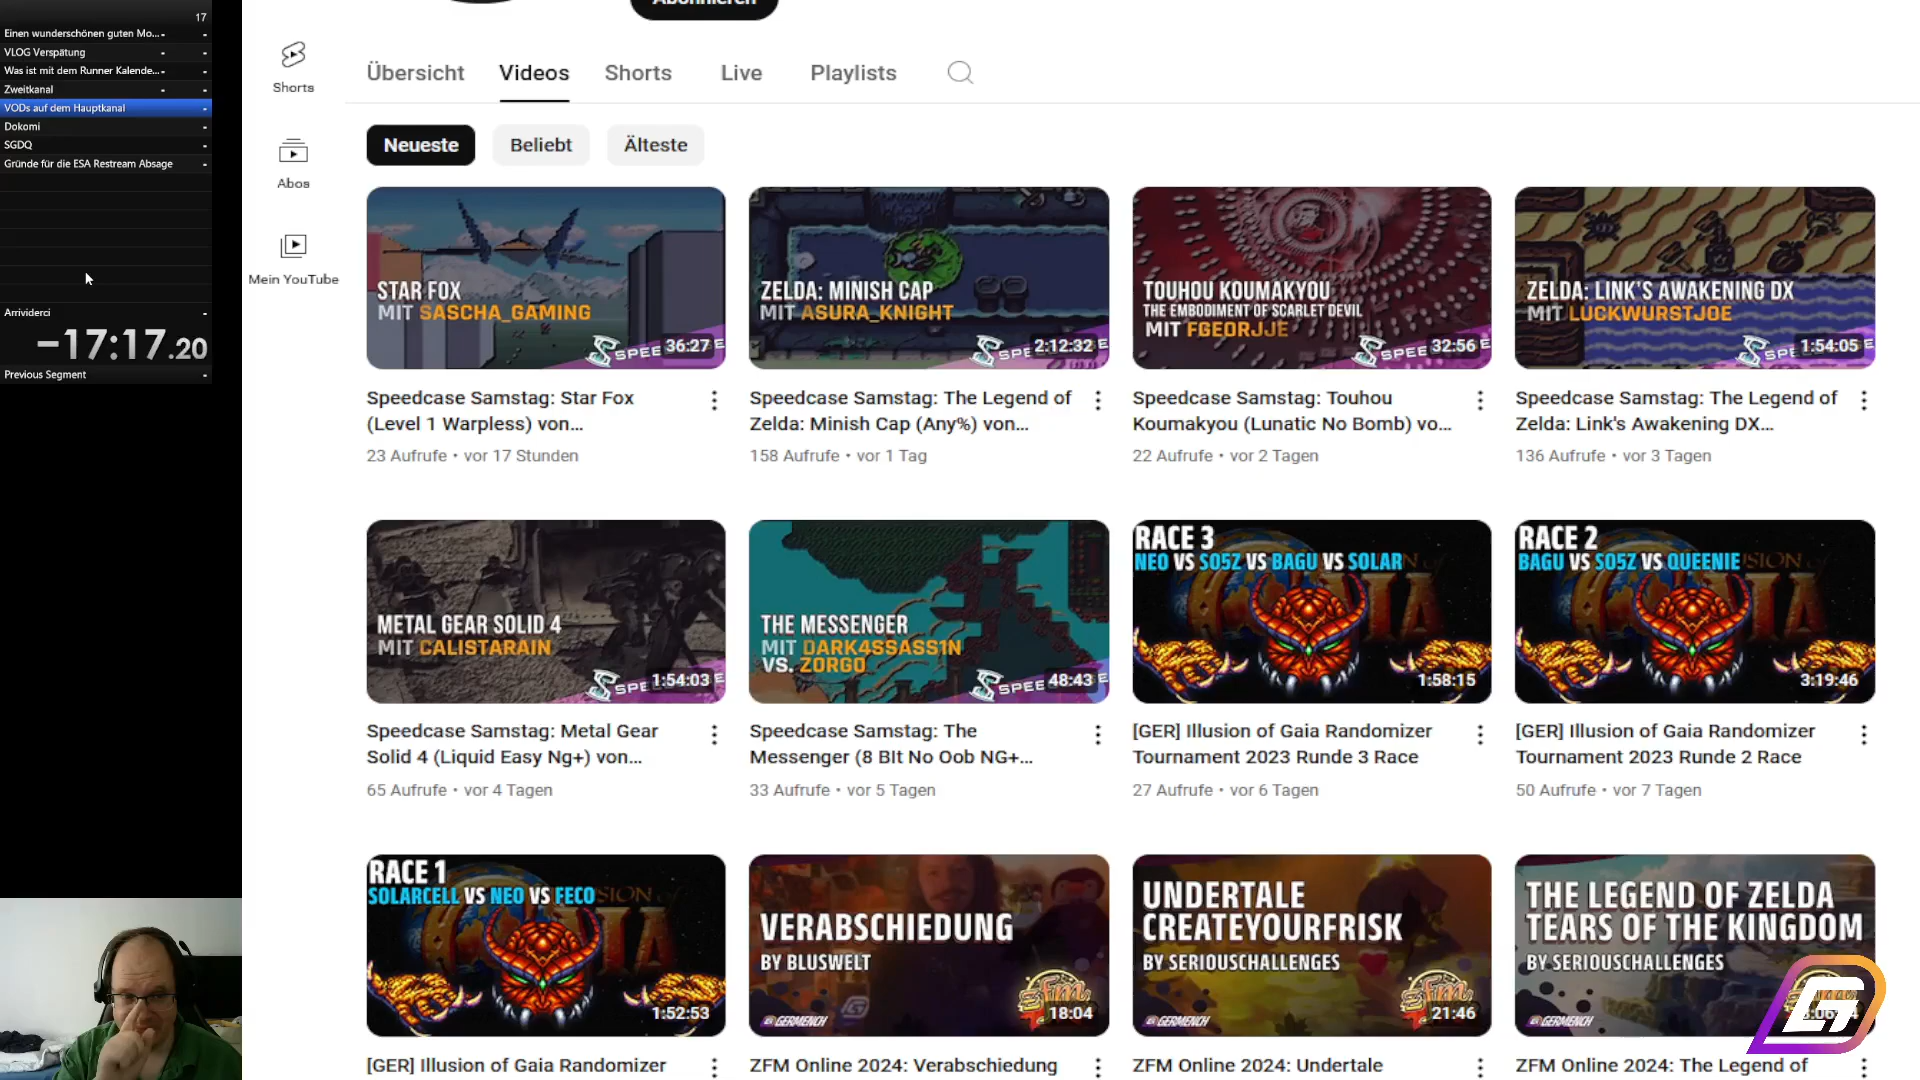 17
Einen wunderschönen guten Mo... - -
VLOG Verspätung - -
Was ist mit dem Runner Kalende... - -
Zweitkanal - -
VODs auf dem Hauptkanal -
Dokomi -
SGDQ -
Gründe für die ESA Restream Absage -
Arrividerci -
-17:17.20
Previous Segment -
Shorts
Abos
Mein YouTube
Übersicht Videos Shorts Live Playlists
Neueste Beliebt Älteste
STAR FOX
MIT SASCHA_GAMING
36:27
ZELDA: MINISH CAP
MIT ASURA_KNIGHT
2:12:32
TOUHOU KOUMAKYOU
THE EMBODIMENT OF SCARLET DEVIL
MIT FGEORJJE
32:56
ZELDA: LINK'S AWAKENING DX
MIT LUCKWURSTJOE
1:54:05
Speedcase Samstag: Star Fox
(Level 1 Warpless) von...
23 Aufrufe • vor 17 Stunden
Speedcase Samstag: The Legend of
Zelda: Minish Cap (Any%) von...
158 Aufrufe • vor 1 Tag
Speedcase Samstag: Touhou
Koumakyou (Lunatic No Bomb) vo...
22 Aufrufe • vor 2 Tagen
Speedcase Samstag: The Legend of
Zelda: Link's Awakening DX...
136 Aufrufe • vor 3 Tagen
METAL GEAR SOLID 4
MIT CALISTARAIN
1:54:03
THE MESSENGER
MIT DARK4SSASS1N
VS. ZORGO
48:43
RACE 3
NEO VS SO5Z VS BAGU VS SOLAR
1:58:15
RACE 2
BAGU VS SO5Z VS QUEENIE
3:19:46
Speedcase Samstag: Metal Gear
Solid 4 (Liquid Easy Ng+) von...
65 Aufrufe • vor 4 Tagen
Speedcase Samstag: The
Messenger (8 BIt No Oob NG+...
33 Aufrufe • vor 5 Tagen
[GER] Illusion of Gaia Randomizer
Tournament 2023 Runde 3 Race
27 Aufrufe • vor 6 Tagen
[GER] Illusion of Gaia Randomizer
Tournament 2023 Runde 2 Race
50 Aufrufe • vor 7 Tagen
RACE 1
SOLARCELL VS NEO VS FECO
1:52:53
VERABSCHIEDUNG
BY BLUSWELT
GERMENCH
zfm
18:04
UNDERTALE
CREATEYOURFRISK
BY SERIOUSCHALLENGES
GERMENCH
zfm
21:46
THE LEGEND OF ZELDA
TEARS OF THE KINGDOM
BY SERIOUSCHALLENGES
GERMENCH
[GER] Illusion of Gaia Randomizer
ZFM Online 2024: Verabschiedung
ZFM Online 2024: Undertale
ZFM Online 2024: The Legend of